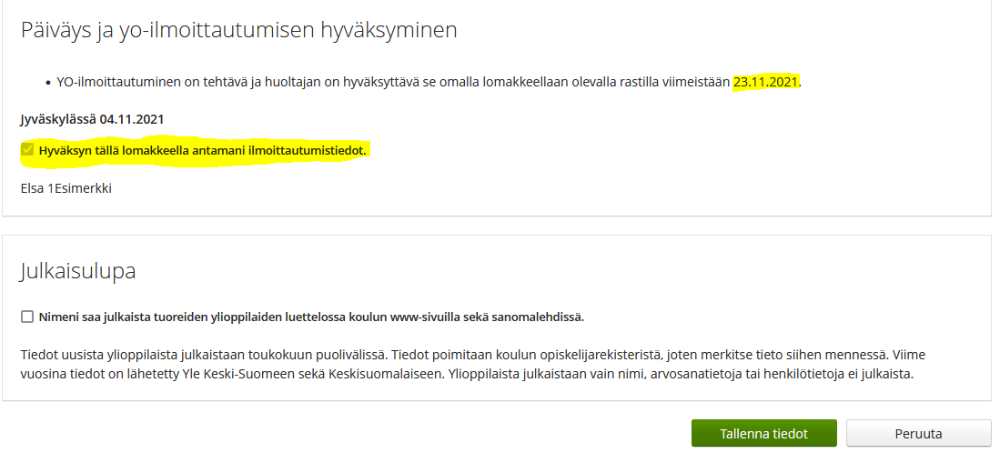 Päiväys ja yo-ilmoittautumisen hyväksyminen
• YO-ilmoittautuminen on tehtävä ja huoltajan on hyväksyttävä se omalla lomakkeellaan olevalla rastilla viimeistään 23.11.2021.
Jyväskylässä 04.11.2021
Hyväksyn tällä lomakkeella antamani ilmoittautumistiedot.
Elsa 1Esimerkki
Julkaisulupa
Nimeni saa julkaista tuoreiden ylioppilaiden luettelossa koulun www-sivuilla sekä sanomalehdissä.
Tiedot uusista ylioppilaista julkaistaan toukokuun puolivälissä. Tiedot poimitaan koulun opiskelijarekisteristä, joten merkitse tieto siihen mennessä. Viime
vuosina tiedot on lähetetty Yle Keski-Suomeen sekä Keskisuomalaiseen. Ylioppilaista julkaistaan vain nimi, arvosanatietoja tai henkilötietoja ei julkaista.
Tallenna tiedot
Peruuta